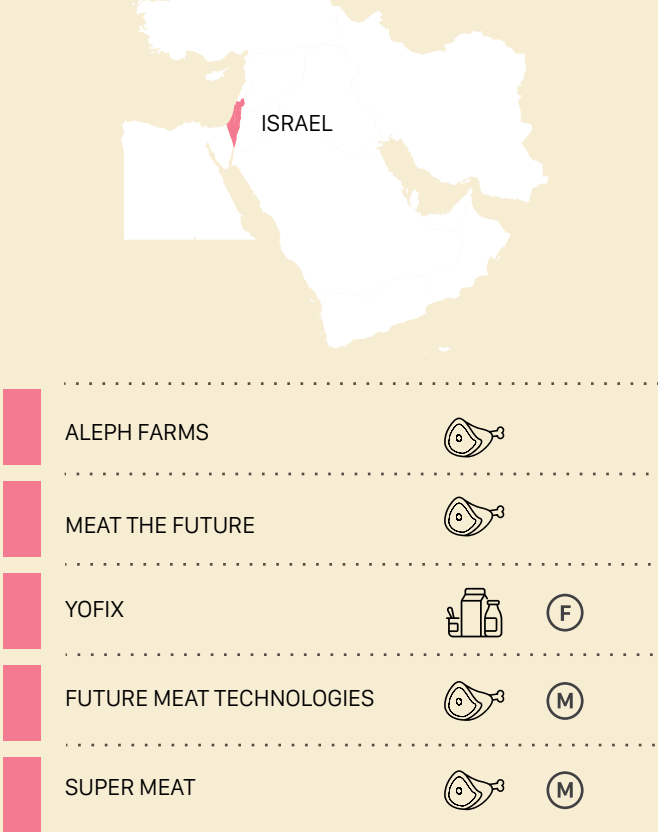 ISRAEL
ALEPH FARMS
MEAT THE FUTURE
YOFIX
F
FUTURE MEAT TECHNOLOGIES
M
SUPER MEAT
M